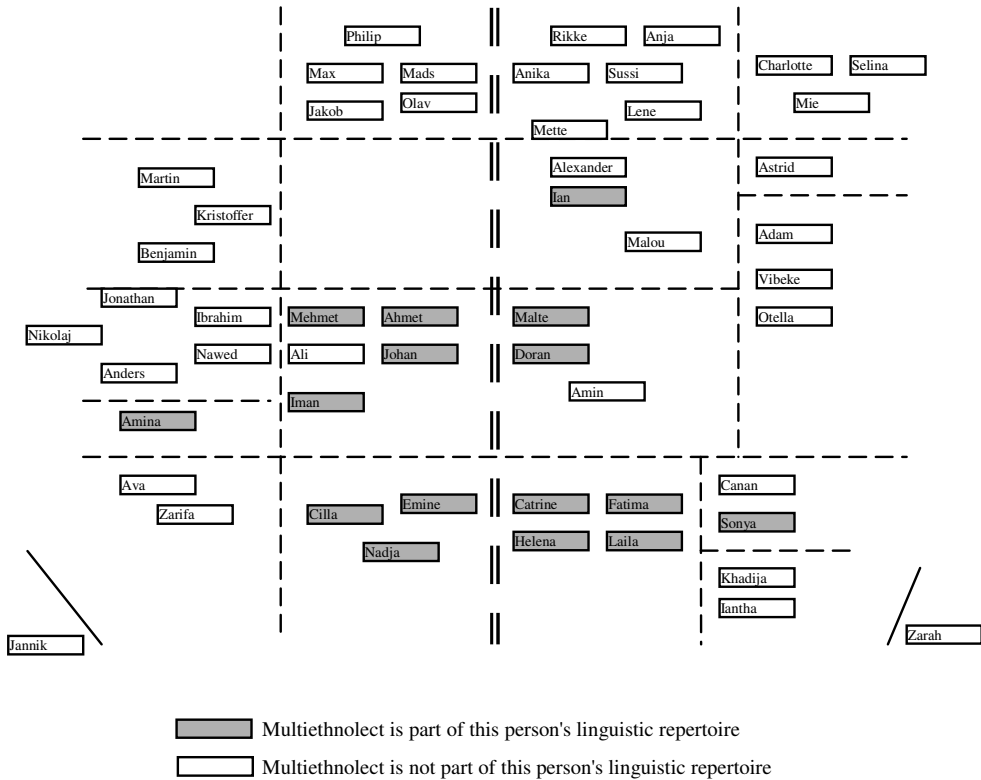 Philip
Rikke Anja
Charlotte Selina
Max Mads Anika Sussi
Mie
Jakob Olav Lene
Mette
Martin Alexander Astrid
Ian
Kristoffer
Benjamin Malou Adam
Vibeke
Jonathan
Ibrahim Mehmet Ahmet Malte Otella
Nikolaj
Nawed Ali Johan Doran
Anders
Amin
Iman
Amina
Ava Canan
Zarifa Cilla Emine Catrine Fatima
Sonya
Nadja Helena Laila
Khadija
Iantha
Jannik Zarah
Multiethnolect is part of this person's linguistic repertoire
Multiethnolect is not part of this person's linguistic repertoire